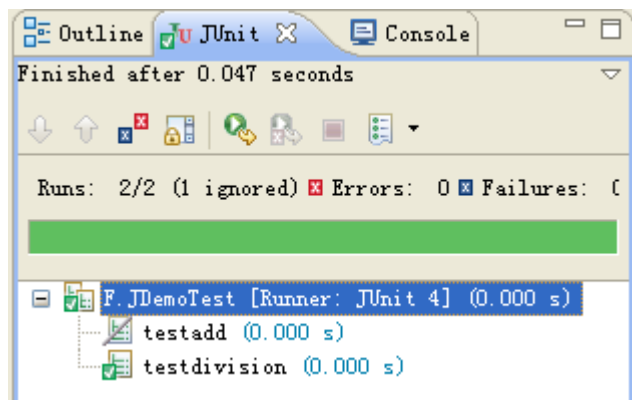 Outline JUnit Console
Finished after 0.047 seconds
Runs: 2/2 (1 ignored) Errors: 0 Failures:
F.JDemoTest [Runner: JUnit 4] (0.000 s)
testadd (0.000 s)
testdivision (0.000 s)